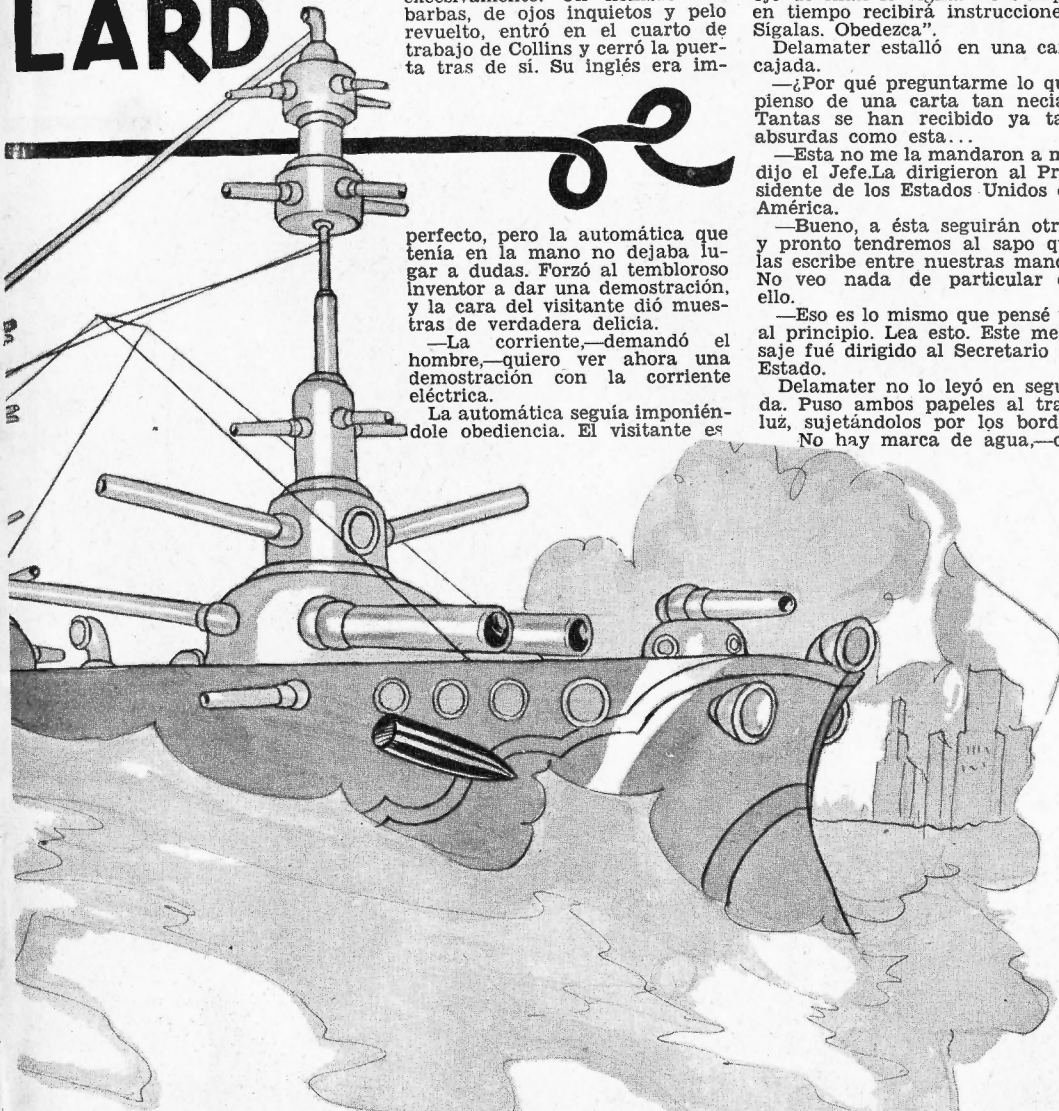 LARD
barbas, de ojos inquietos y pelo
revuelto, entró en el cuarto de
trabajo de Collins y cerró la puer-
ta tras de sí. Su inglés era im-
perfecto, pero la automática que
tenía en la mano no dejaba lu-
gar a dudas. Forzó al tembloroso
inventor a dar una demostración,
y la cara del visitante dió mues-
tras de verdadera delicia.
—La corriente,—demandó el
hombre,—quiero ver ahora una
demostración con la corriente
eléctrica.
La automática seguía imponién-
dole obediencia. El visitante es
en tiempo recibirá instruccione
Sígalas. Obedezca".
Delamater estalló en una ca
cajada.
—¿Por qué preguntarme lo qu
pienso de una carta tan necia
Tantas se han recibido ya ta
absurdas como esta...
—Esta no me la mandaron a m
dijo el Jefe.La dirigieron al Pr
sidente de los Estados Unidos
América.
—Bueno, a ésta seguirán otr
y pronto tendremos al sapo qu
las escribe entre nuestras mano
No veo nada de particular
ello.
—Eso es lo mismo que pensé
al principio. Lea esto. Este me
saje fué dirigido al Secretario
Estado.
Delamater no lo leyó en segu
da. Puso ambos papeles al tra
luz, sujetándolos por los bord
No hay marca de agua,—